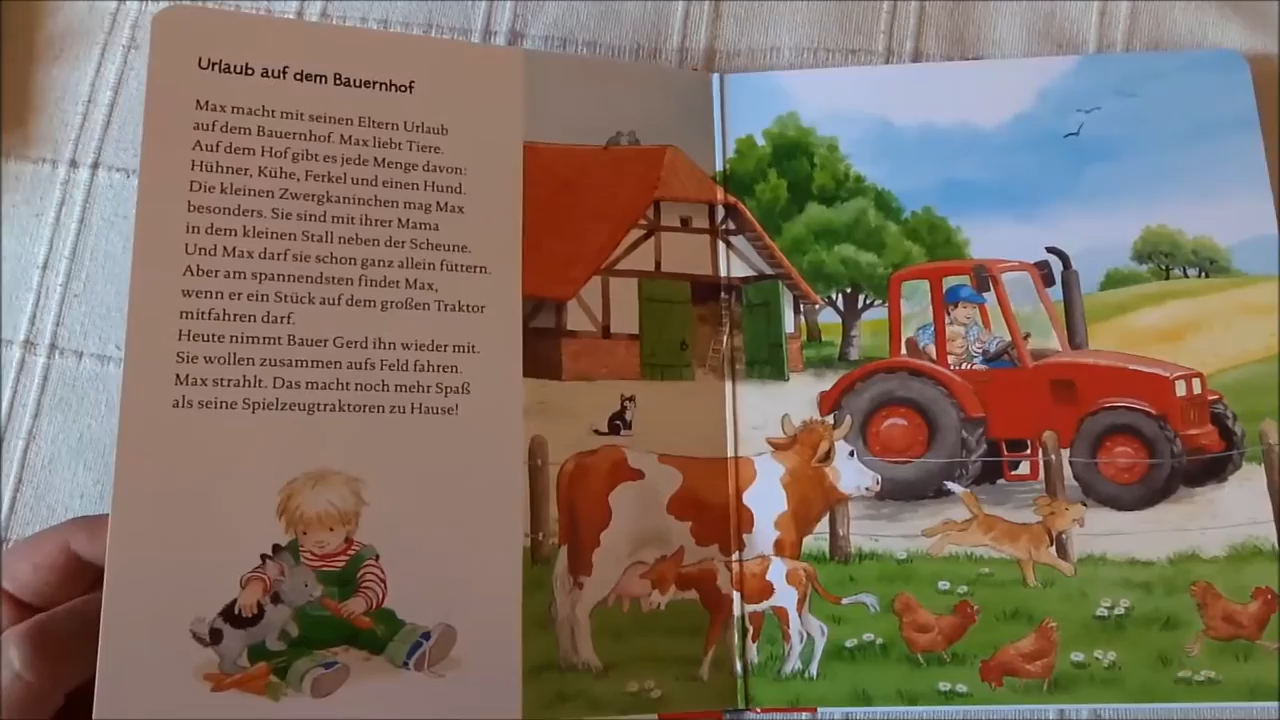 Urlaub auf dem Bauernhof
Max macht mit seinen Eltern Urlaub
auf dem Bauernhof. Max liebt Tiere.
Auf dem Hof gibt es jede Menge davon:
Hühner, Kühe, Ferkel und einen Hund.
Die kleinen Zwergkaninchen mag Max
besonders. Sie sind mit ihrer Mama
in dem kleinen Stall neben der Scheune.
Und Max darf sie schon ganz allein füttern.
Aber am spannendsten findet Max,
wenn er ein Stück auf dem großen Traktor
mitfahren darf.
Heute nimmt Bauer Gerd ihn wieder mit.
Sie wollen zusammen aufs Feld fahren.
Max strahlt. Das macht noch mehr Spaß
als seine Spielzeugtraktoren zu Hause!